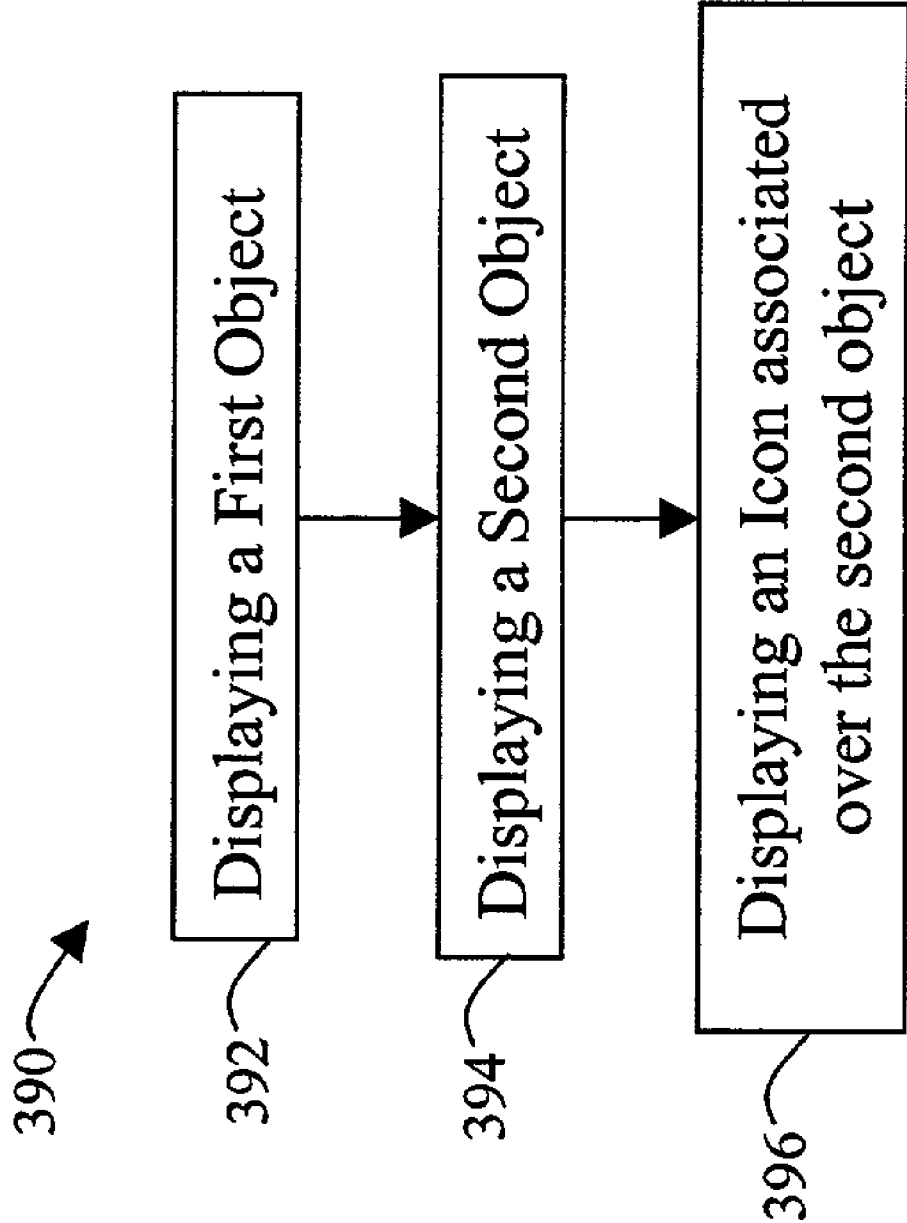 390
392
Displaying a First Object
394
Displaying a Second Object
396
Displaying an Icon associated
over the second object